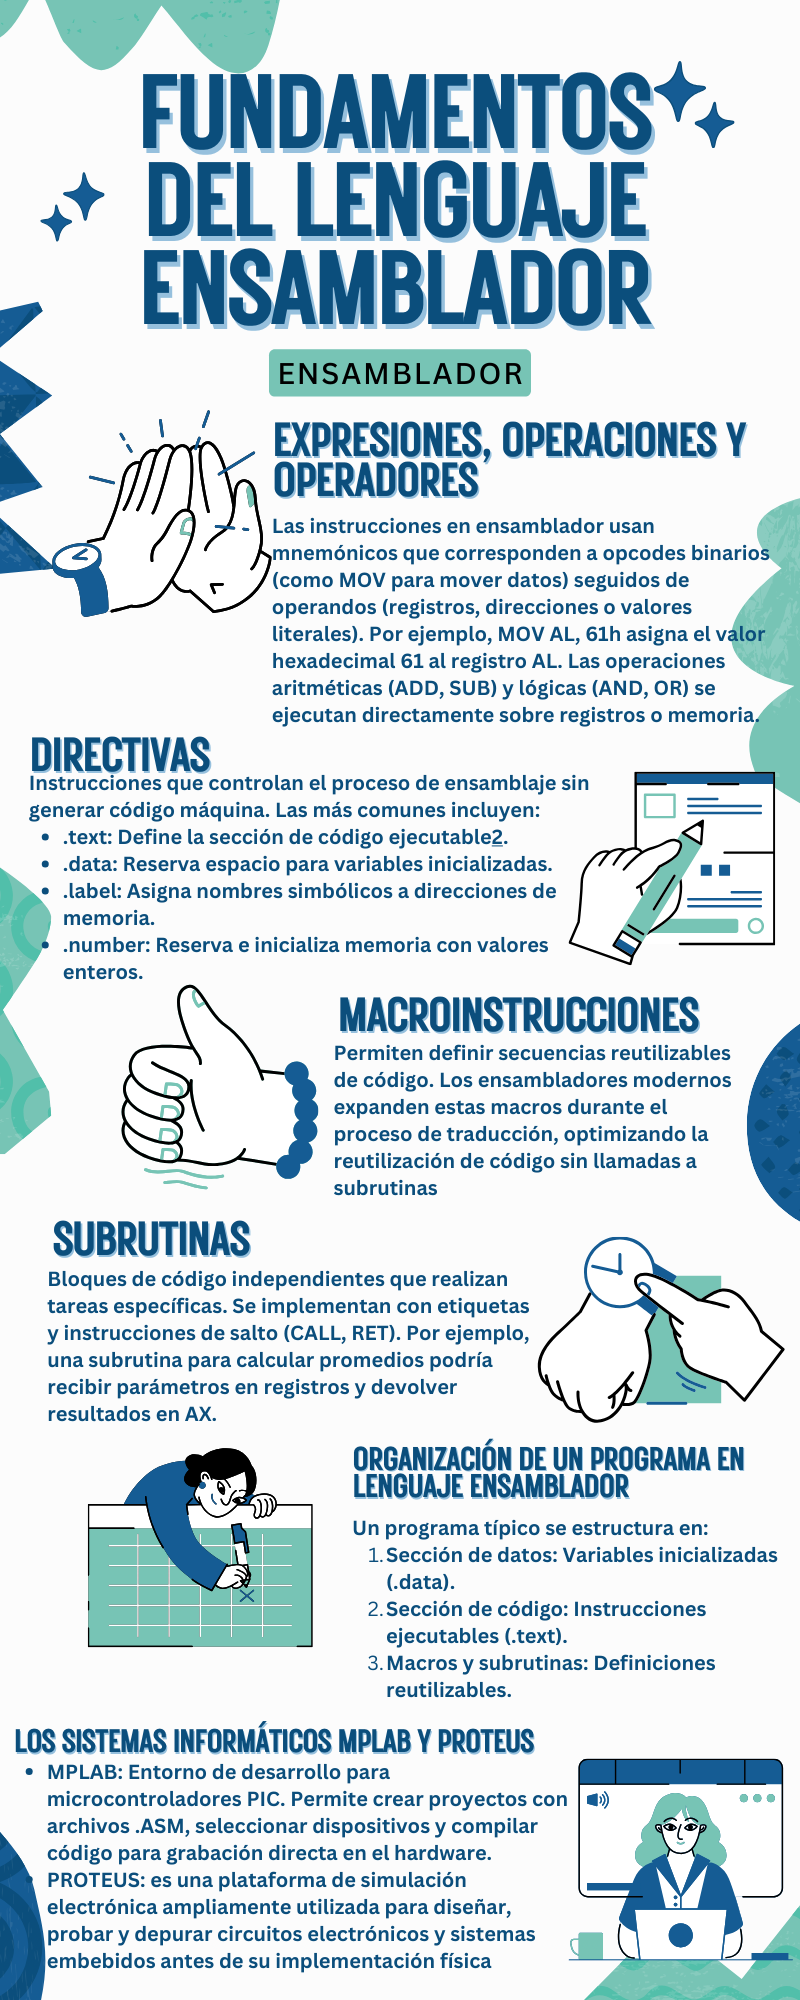 FUNDAMENTOS
DEL LENGUAJE
ENSAMBLADOR
ENSAMBLADOR
EXPRESIONES, OPERACIONES Y
OPERADORES
Las instrucciones en ensamblador usan
mnemónicos que corresponden a opcodes binarios
(como MOV para mover datos) seguidos de
operandos (registros, direcciones o valores
literales). Por ejemplo, MOV AL, 61h asigna el valor
hexadecimal 61 al registro AL. Las operaciones
aritméticas (ADD, SUB) y lógicas (AND, OR) se
ejecutan directamente sobre registros o memoria.
DIRECTIVAS
Instrucciones que controlan el proceso de ensamblaje sin
generar código máquina. Las más comunes incluyen:
• .text: Define la sección de código ejecutable2.
• .data: Reserva espacio para variables inicializadas.
• .label: Asigna nombres simbólicos a direcciones de
memoria.
• .number: Reserva e inicializa memoria con valores
enteros.
MACROINSTRUCCIONES
Permiten definir secuencias reutilizables
de código. Los ensambladores modernos
expanden estas macros durante el
proceso de traducción, optimizando la
reutilización de código sin llamadas a
subrutinas
SUBRUTINAS
Bloques de código independientes que realizan
tareas específicas. Se implementan con etiquetas
y instrucciones de salto (CALL, RET). Por ejemplo,
una subrutina para calcular promedios podría
recibir parámetros en registros y devolver
resultados en AX.
ORGANIZACIÓN DE UN PROGRAMA EN
LENGUAJE ENSAMBLADOR
Un programa típico se estructura en:
1. Sección de datos: Variables inicializadas
(.data).
2. Sección de código: Instrucciones
ejecutables (.text).
3. Macros y subrutinas: Definiciones
reutilizables.
LOS SISTEMAS INFORMÁTICOS MPLAB Y PROTEUS
• MPLAB: Entorno de desarrollo para
microcontroladores PIC. Permite crear proyectos con
archivos .ASM, seleccionar dispositivos y compilar
código para grabación directa en el hardware.
• PROTEUS: es una plataforma de simulación
electrónica ampliamente utilizada para diseñar,
probar y depurar circuitos electrónicos y sistemas
embebidos antes de su implementación física